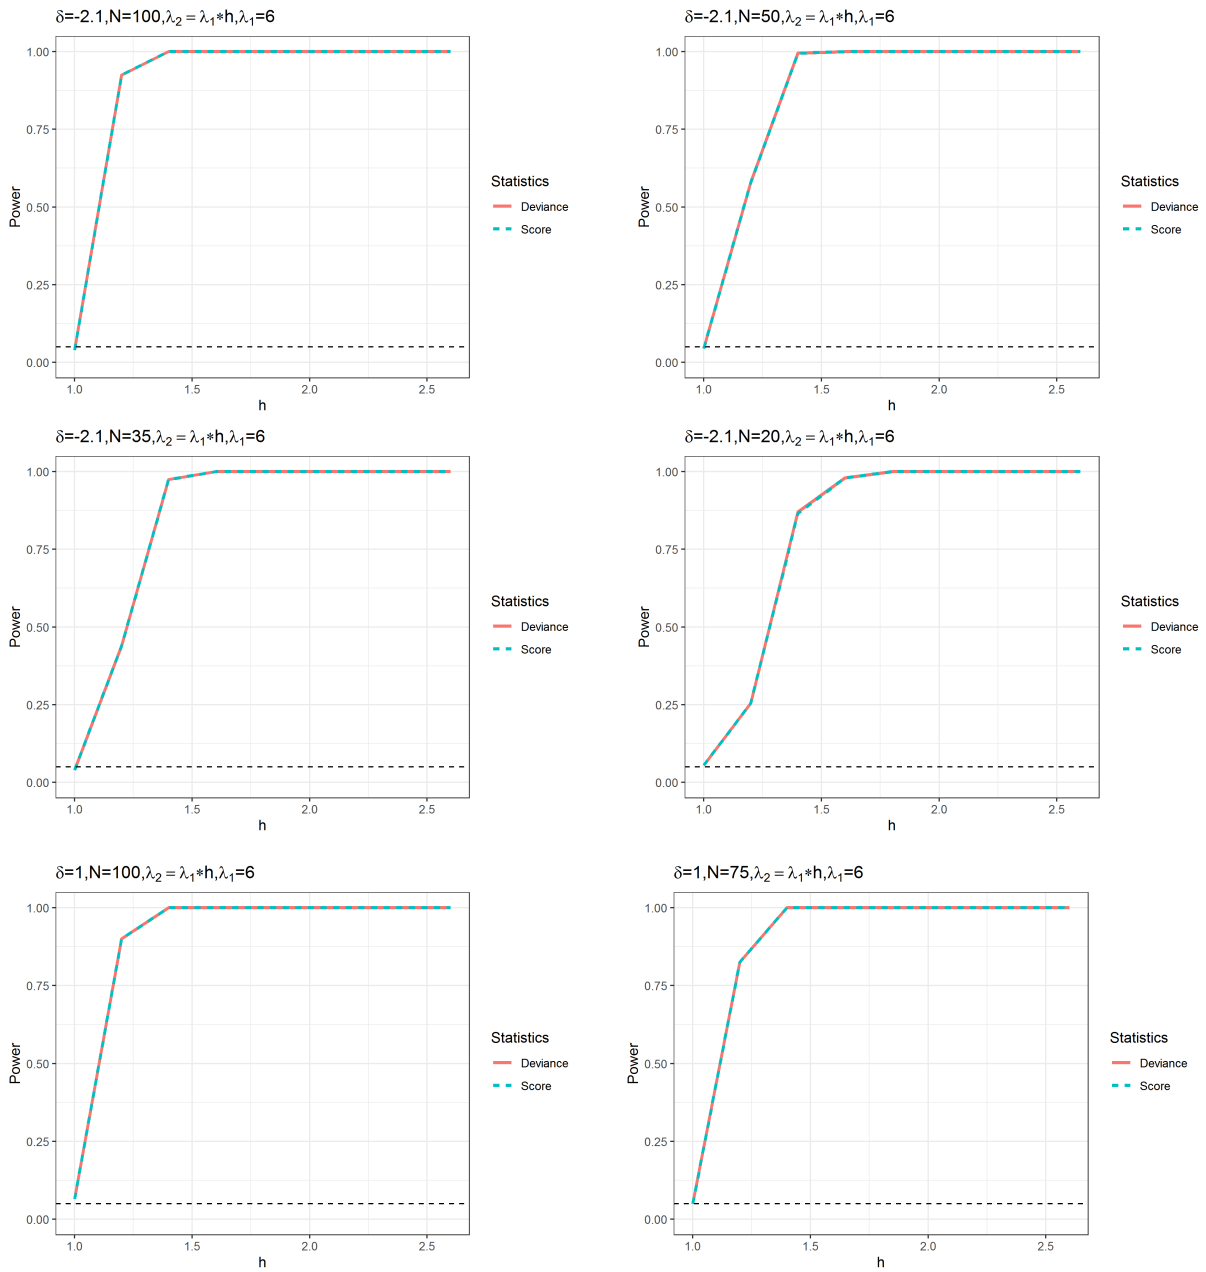 δ=-2.1,N=100,λ₂ = λ₁*h,λ₁=6
1.00
0.75
0.50
0.25
0.00
Power
1.0 1.5 2.0 2.5
h
Statistics
Deviance
Score
δ=-2.1,N=50,λ₂ = λ₁*h,λ₁=6
1.00
0.75
0.50
0.25
0.00
Power
1.0 1.5 2.0 2.5
h
Statistics
Deviance
Score
δ=-2.1,N=35,λ₂ = λ₁*h,λ₁=6
1.00
0.75
0.50
0.25
0.00
Power
1.0 1.5 2.0 2.5
h
Statistics
Deviance
Score
δ=-2.1,N=20,λ₂ = λ₁*h,λ₁=6
1.00
0.75
0.50
0.25
0.00
Power
1.0 1.5 2.0 2.5
h
Statistics
Deviance
Score
δ=1,N=100,λ₂ = λ₁*h,λ₁=6
1.00
0.75
0.50
0.25
0.00
Power
1.0 1.5 2.0 2.5
h
Statistics
Deviance
Score
δ=1,N=75,λ₂ = λ₁*h,λ₁=6
1.00
0.75
0.50
0.25
0.00
Power
1.0 1.5 2.0 2.5
h
Statistics
Deviance
Score